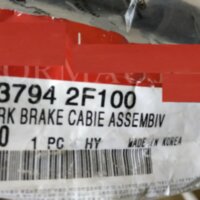 3794 2F100
RK BRAKE CABIE ASSEMBIV
0 1 PC HY MADE IN KOREA